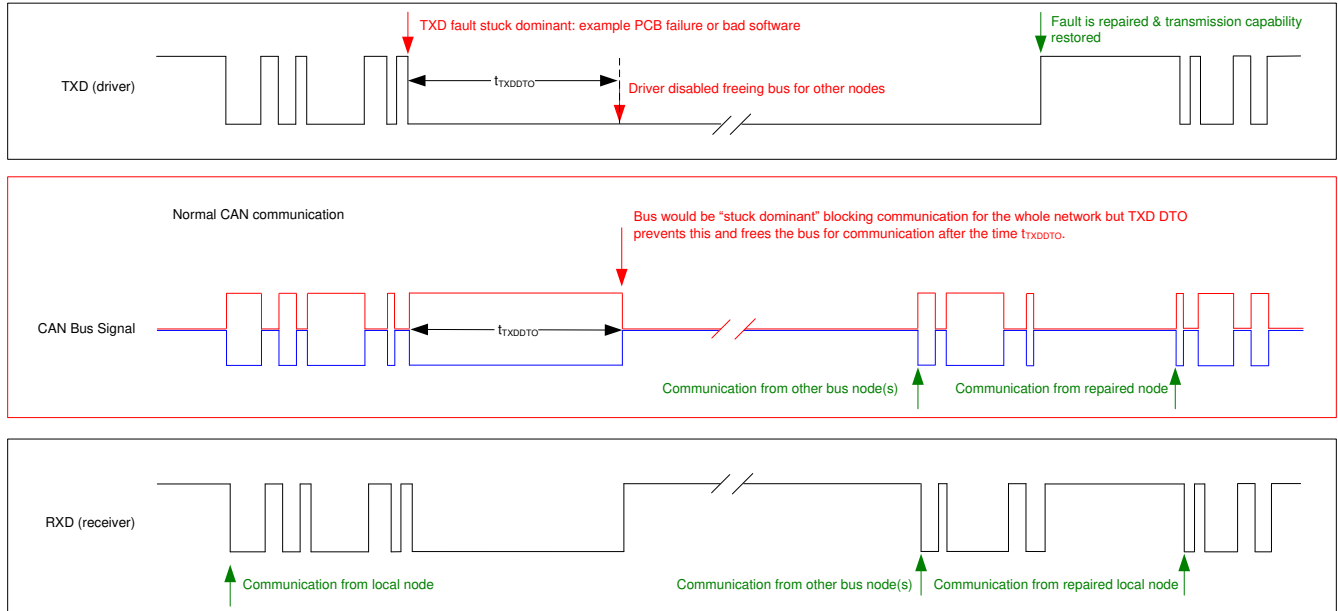 TXD fault stuck dominant: example PCB failure or bad software
Fault is repaired & transmission capability
restored
TXD (driver)
tTXDDTO
Driver disabled freeing bus for other nodes
Normal CAN communication
Bus would be “stuck dominant” blocking communication for the whole network but TXD DTO
prevents this and frees the bus for communication after the time tTXDDTO.
CAN Bus Signal
tTXDDTO
Communication from other bus node(s)
Communication from repaired node
RXD (receiver)
Communication from local node
Communication from other bus node(s)
Communication from repaired local node